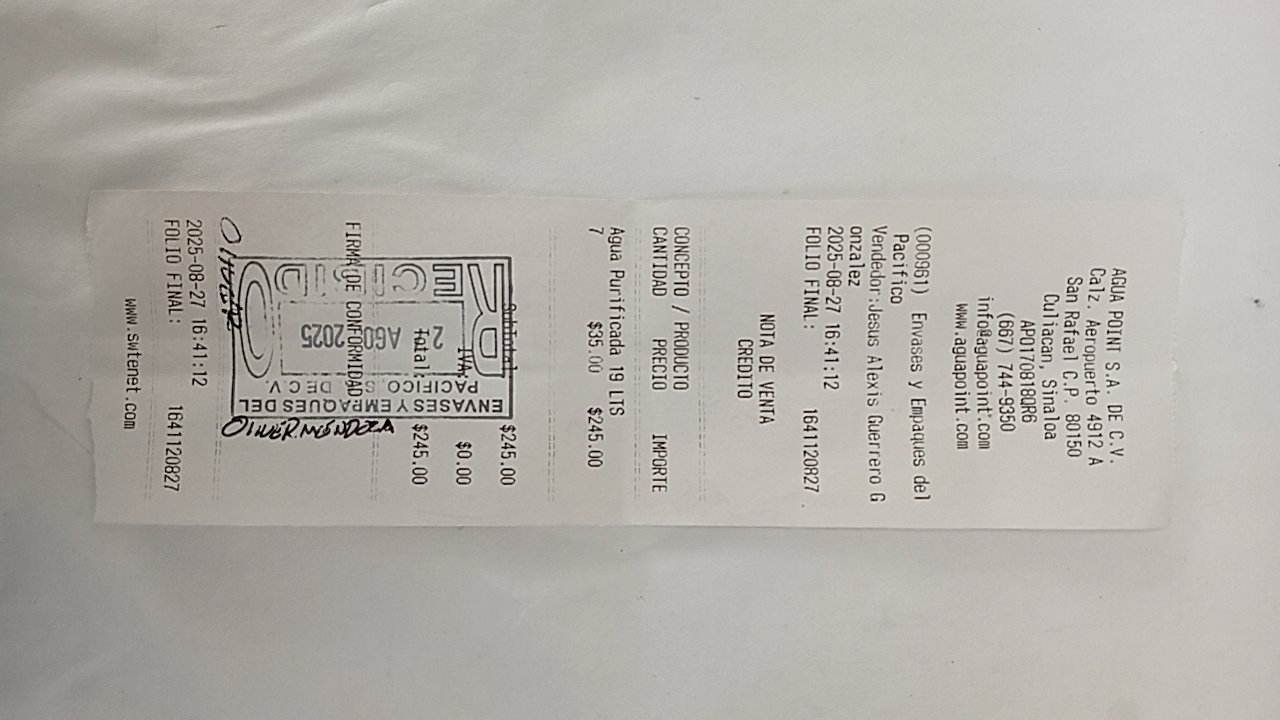 AGUA POINT S.A. DE C.V.
Calz. Aeropuerto 4912 A
San Rafael C.P. 80150
Culiacan, Sinaloa
APO170818QR6
(667) 744-9360
info@aguapoint.com
www.aguapoint.com
(000961) Envases y Empaques del
Pacifico
Vendedor:Jesus Alexis Guerrero G
onzalez
2025-08-27 16:41:12
FOLIO FINAL: 1641120827
NOTA DE VENTA
CREDITO
CONCEPTO / PRODUCTO
CANTIDAD PRECIO IMPORTE
Agua Purificada 19 LTS
7 $35.00 $245.00
SubTotal $245.00
IVA: $0.00
Total: $245.00
ENVASES Y EMPAQUES DEL
PACIFICO, S.A. DE C.V.
AGO 2025
RECIBIDO
OLIVER MENDOZA
FIRMA DE CONFORMIDAD
2025-08-27 16:41:12
FOLIO FINAL: 1641120827
www.swtenet.com